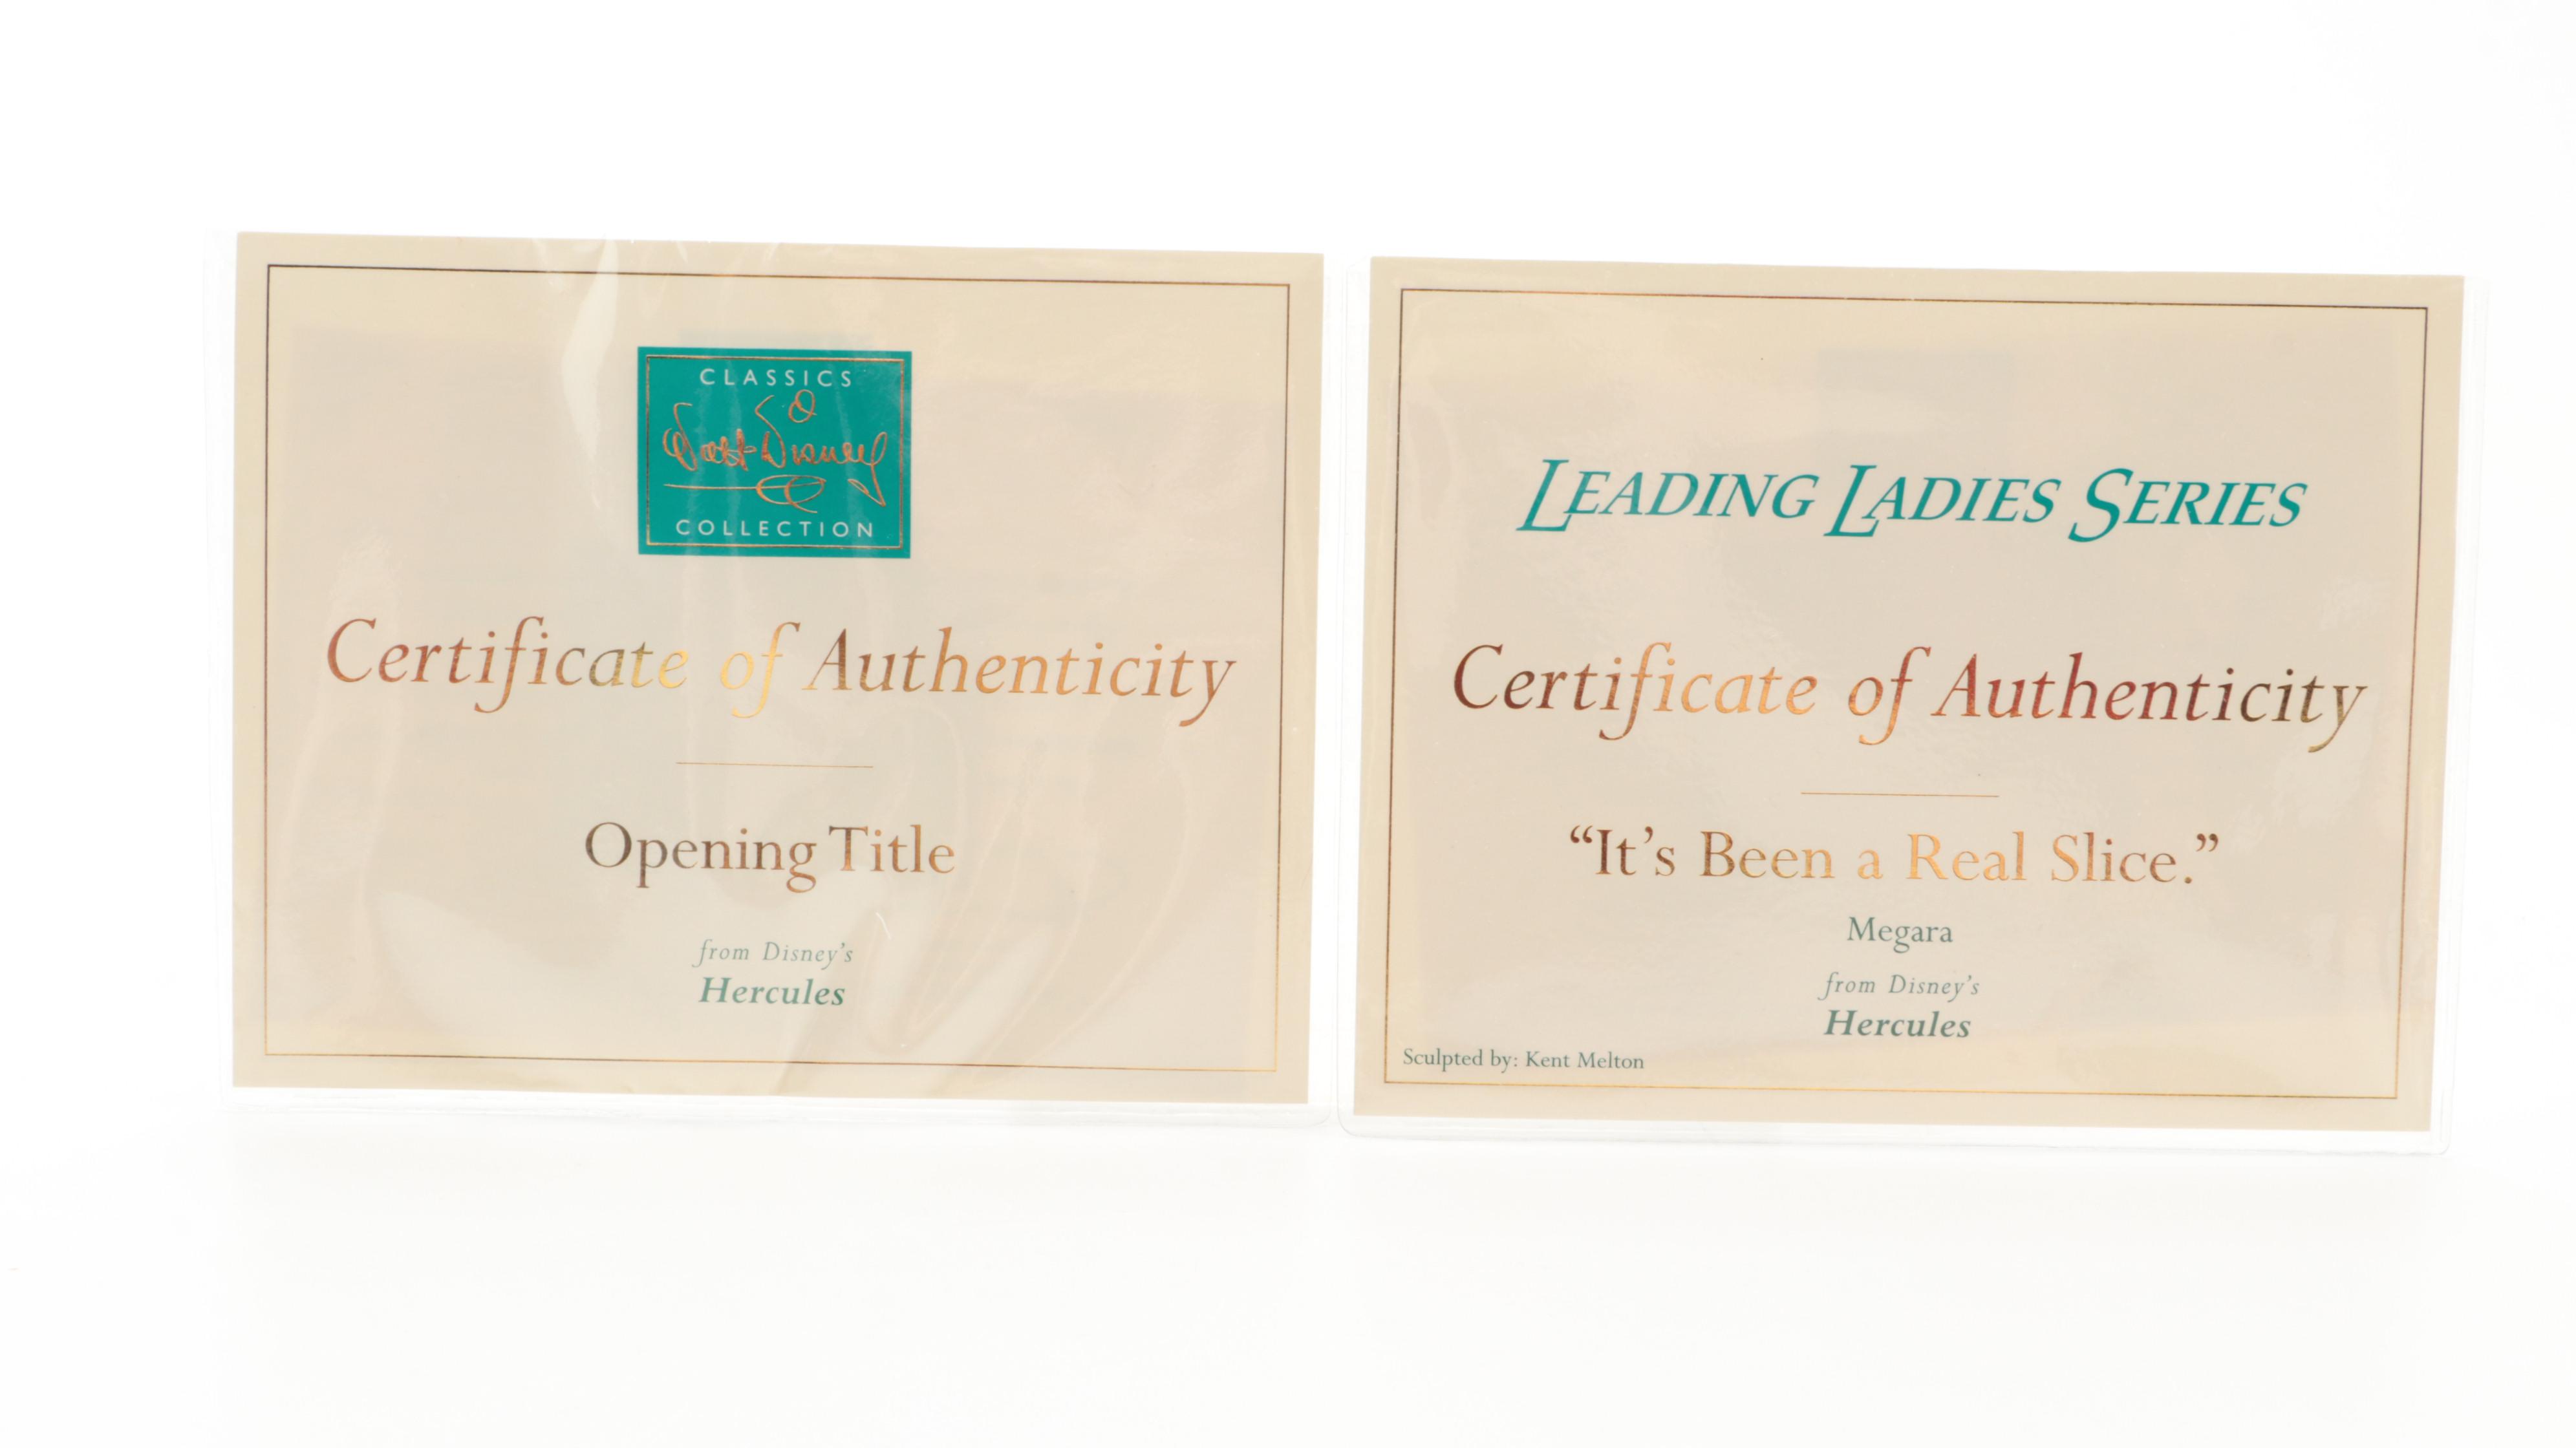 CLASSICS
Walt Disney
COLLECTION
Certificate of Authenticity
Opening Title
from Disney's
Hercules
LEADING LADIES SERIES
Certificate of Authenticity
“It's Been a Real Slice.”
Megara
from Disney's
Hercules
Sculpted by: Kent Melton